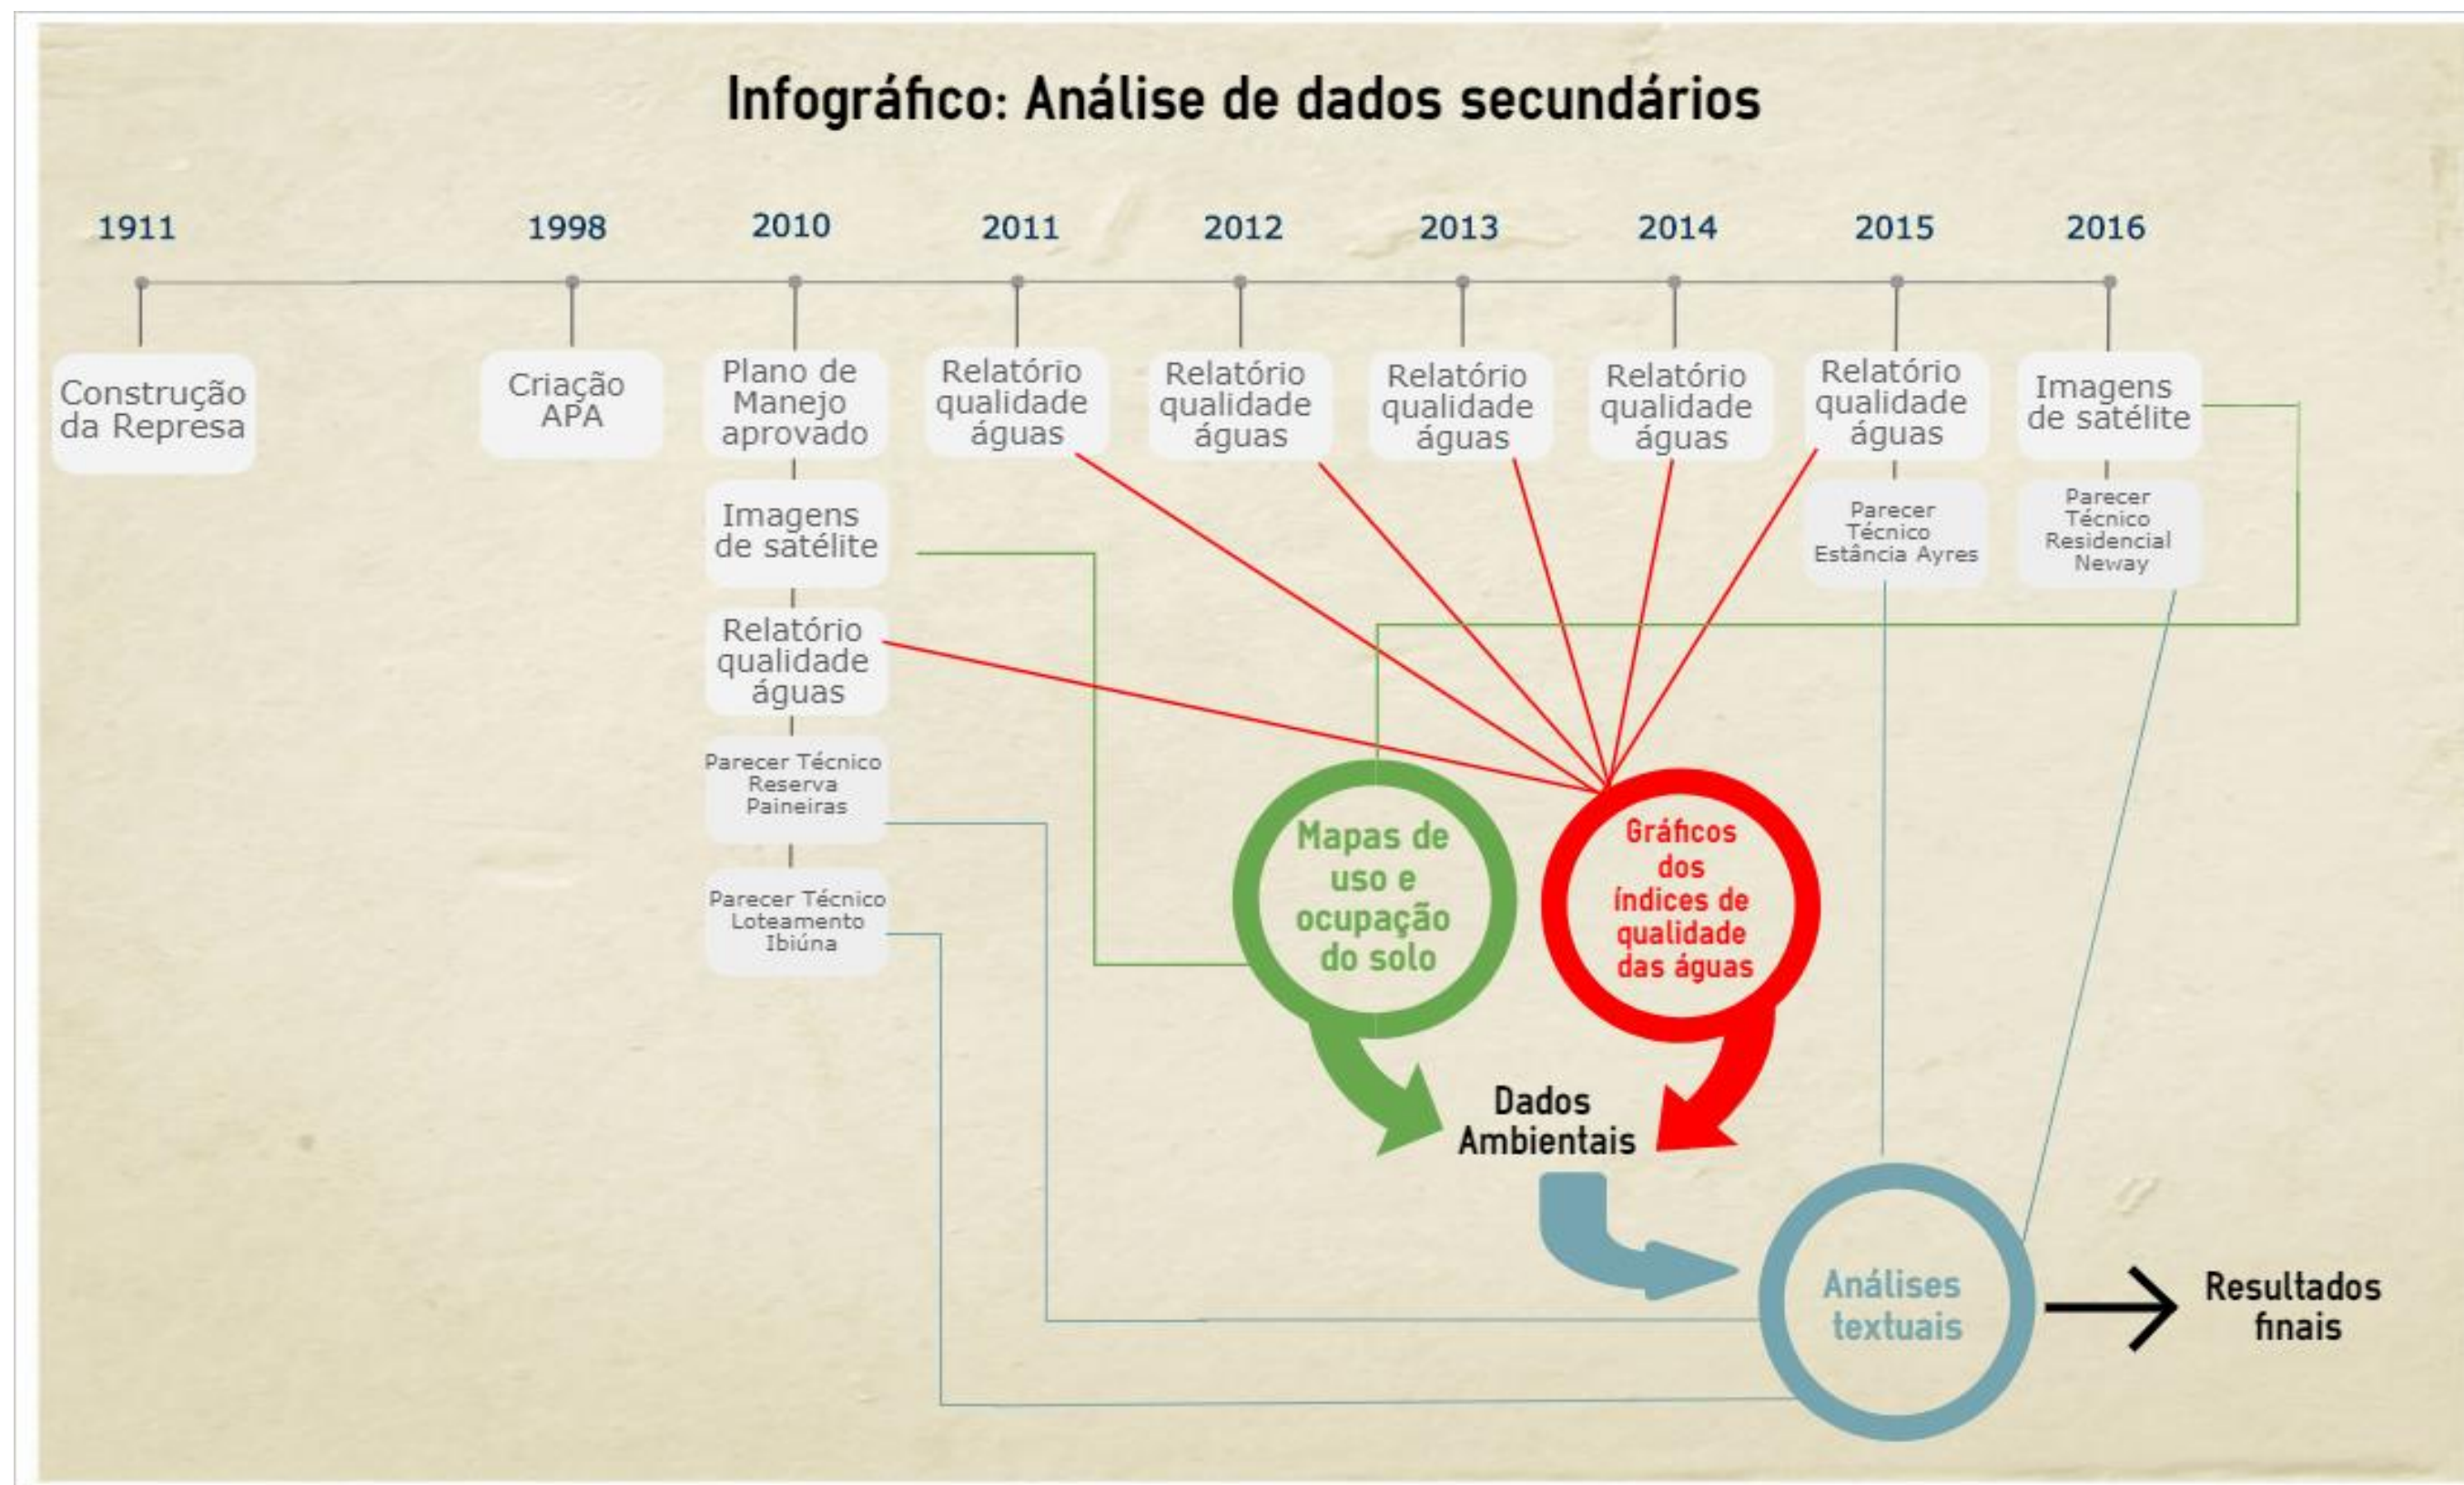 Infográfico: Análise de dados secundários
1911
1998
2010
2011
2012
2013
2014
2015
2016
Construção
da Represa
Criação
APA
Plano de
Manejo
aprovado
Imagens
de satélite
Relatório
qualidade
águas
Parecer Técnico
Reserva
Paineiras
Parecer Técnico
Loteamento
Ibiúna
Relatório
qualidade
águas
Relatório
qualidade
águas
Relatório
qualidade
águas
Relatório
qualidade
águas
Relatório
qualidade
águas
Parecer
Técnico
Estância Ayres
Imagens
de satélite
Parecer
Técnico
Residencial
Neway
Mapas de
uso e
ocupação
do solo
Gráficos
dos
índices de
qualidade
das águas
Dados
Ambientais
Análises
textuais
Resultados
finais